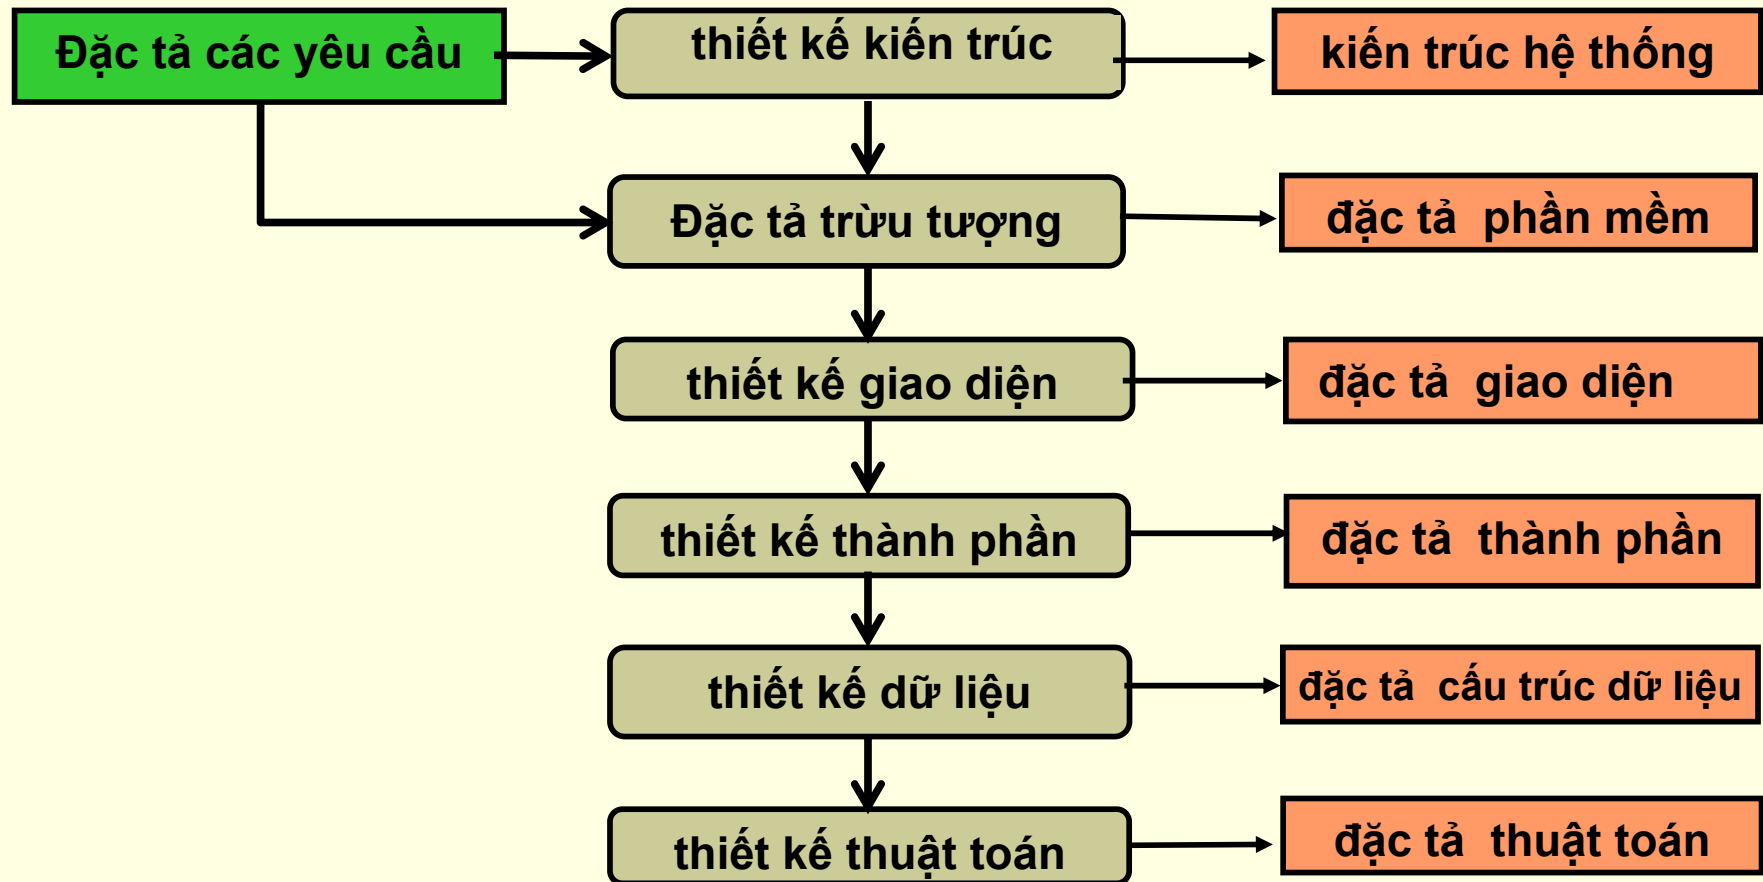 Đặc tả các yêu cầu
thiết kế kiến trúc
kiến trúc hệ thống
Đặc tả trừu tượng
đặc tả phần mềm
thiết kế giao diện
đặc tả giao diện
thiết kế thành phần
đặc tả thành phần
thiết kế dữ liệu
đặc tả cấu trúc dữ liệu
thiết kế thuật toán
đặc tả thuật toán